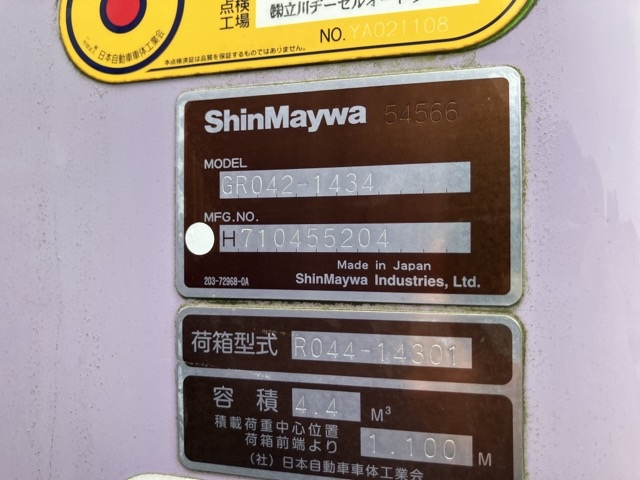 点検
工場
㈱立川ヂーゼルオート
NO. YA021108
日本自動車車体工業会
本点検済証は品質を保証するものではありません。
ShinMaywa 54566
MODEL
GR042-1434
MFG.NO.
H710455204
Made in Japan
203-72968-0A ShinMaywa Industries, Ltd.
荷箱型式 R044-14301
容積 4.4 M³
積載荷重中心位置
荷箱前端より 1.100 M
(社) 日本自動車車体工業会